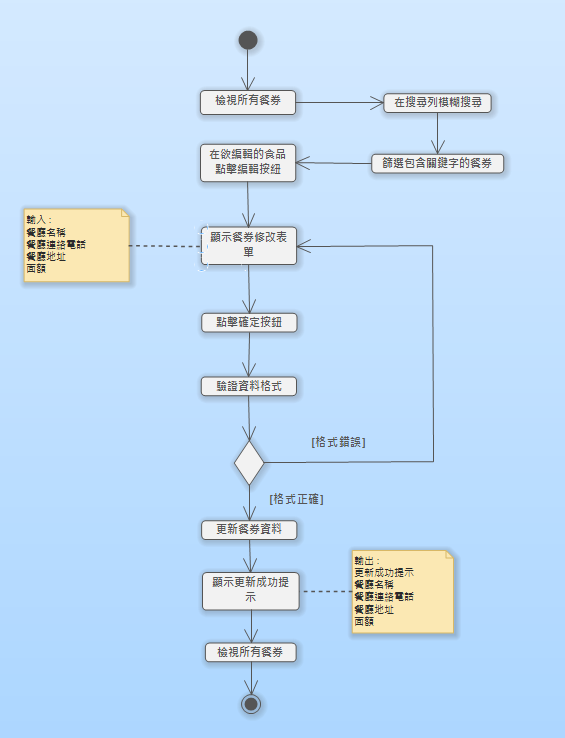 檢視所有餐券
在搜尋列模糊搜尋
篩選包含關鍵字的餐券
在欲編輯的食品
點擊編輯按鈕
輸入 :
餐廳名稱
餐廳連絡電話
餐廳地址
面額
顯示餐券修改表
單
點擊確定按鈕
驗證資料格式
[格式錯誤]
[格式正確]
更新餐券資料
顯示更新成功提
示
輸出 :
更新成功提示
餐廳名稱
餐廳連絡電話
餐廳地址
面額
檢視所有餐券